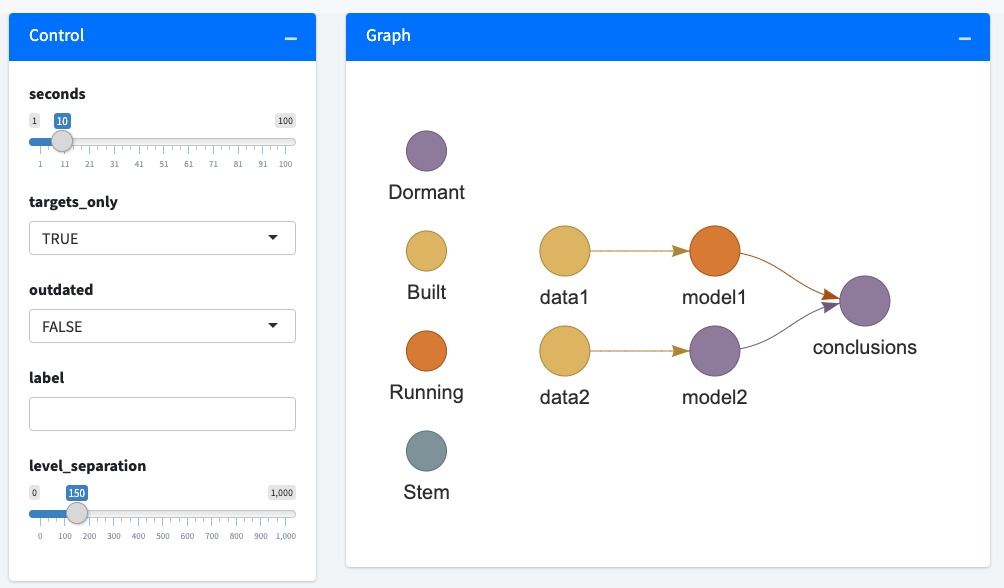 Control
seconds
1 10 100
1 11 21 31 41 51 61 71 81 91 100
targets_only
TRUE
outdated
FALSE
label
level_separation
0 150 1,000
0 100 200 300 400 500 600 700 800 900 1,000
Graph
Dormant
Built
Running
Stem
data1
model1
data2
model2
conclusions